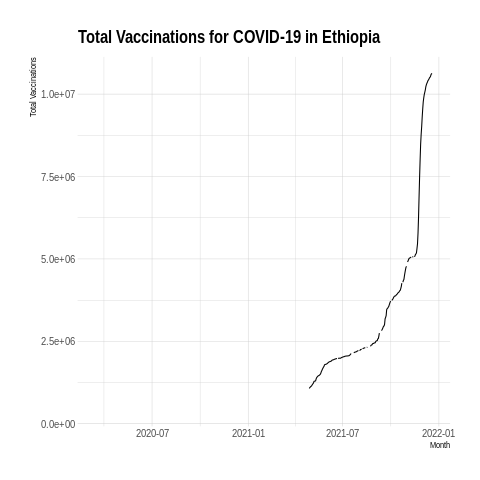 Total Vaccinations for COVID-19 in Ethiopia
Total Vaccinations
1.0e+07
7.5e+06
5.0e+06
2.5e+06
0.0e+00
2020-07 2021-01 2021-07 2022-01
Month